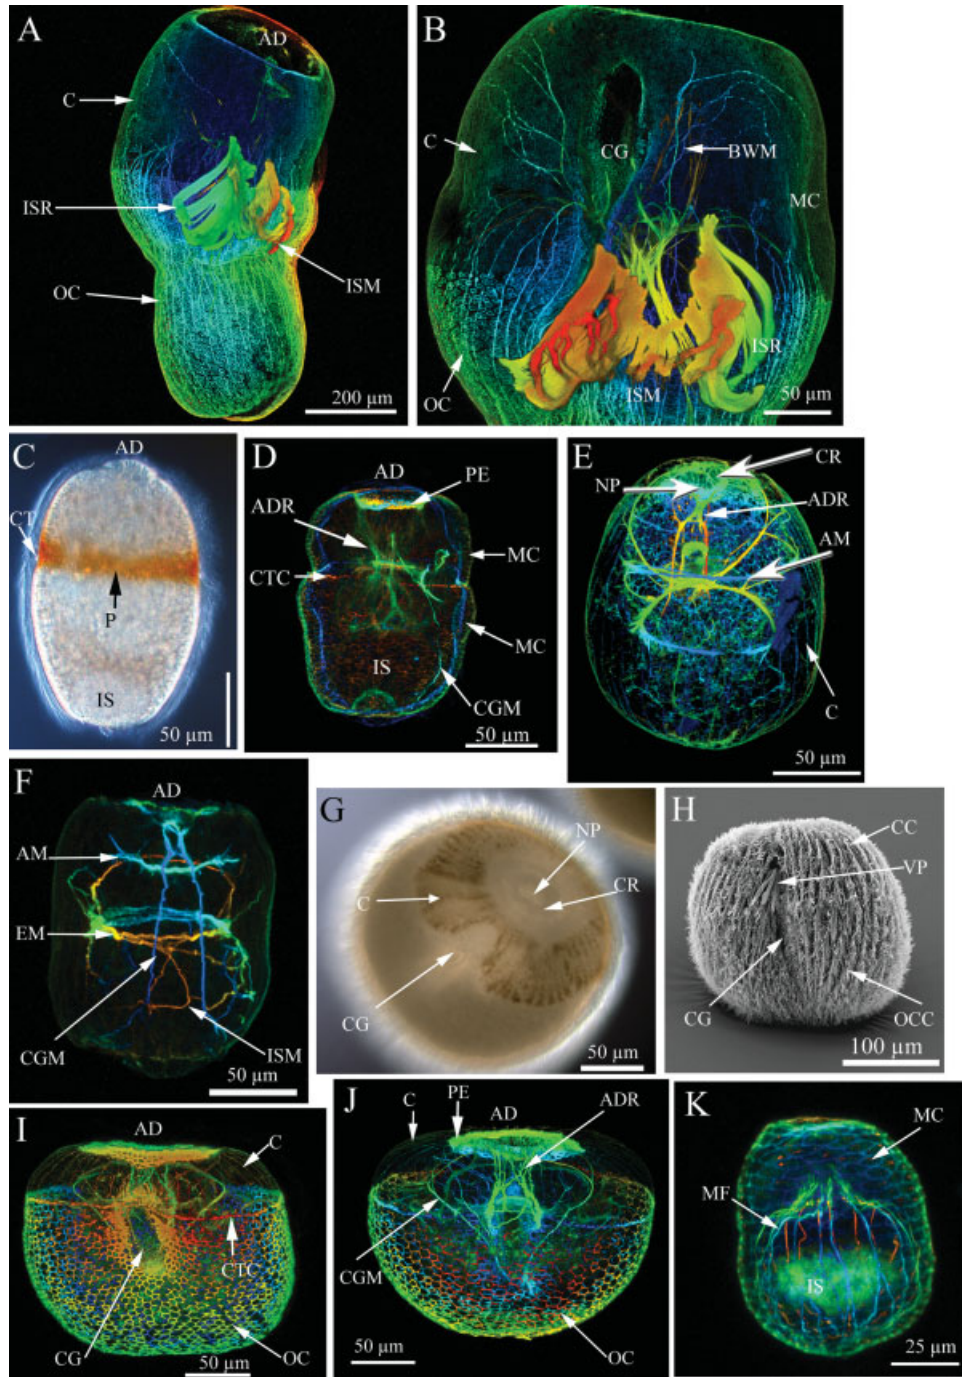 A
AD
C
ISR
ISM
OC
200 µm
B
C
CG
BWM
MC
ISR
ISM
OC
50 µm
C
AD
CT
P
IS
50 µm
D
AD
PE
ADR
MC
CTC
MC
IS
CGM
50 µm
E
CR
NP
ADR
AM
C
50 µm
F
AD
AM
EM
CGM
ISM
50 µm
G
NP
C
CR
CG
50 µm
H
CC
VP
CG
OCC
100 µm
I
AD
C
CTC
CG
OC
50 µm
J
C
PE
AD
ADR
CGM
OC
50 µm
K
MC
MF
IS
25 µm